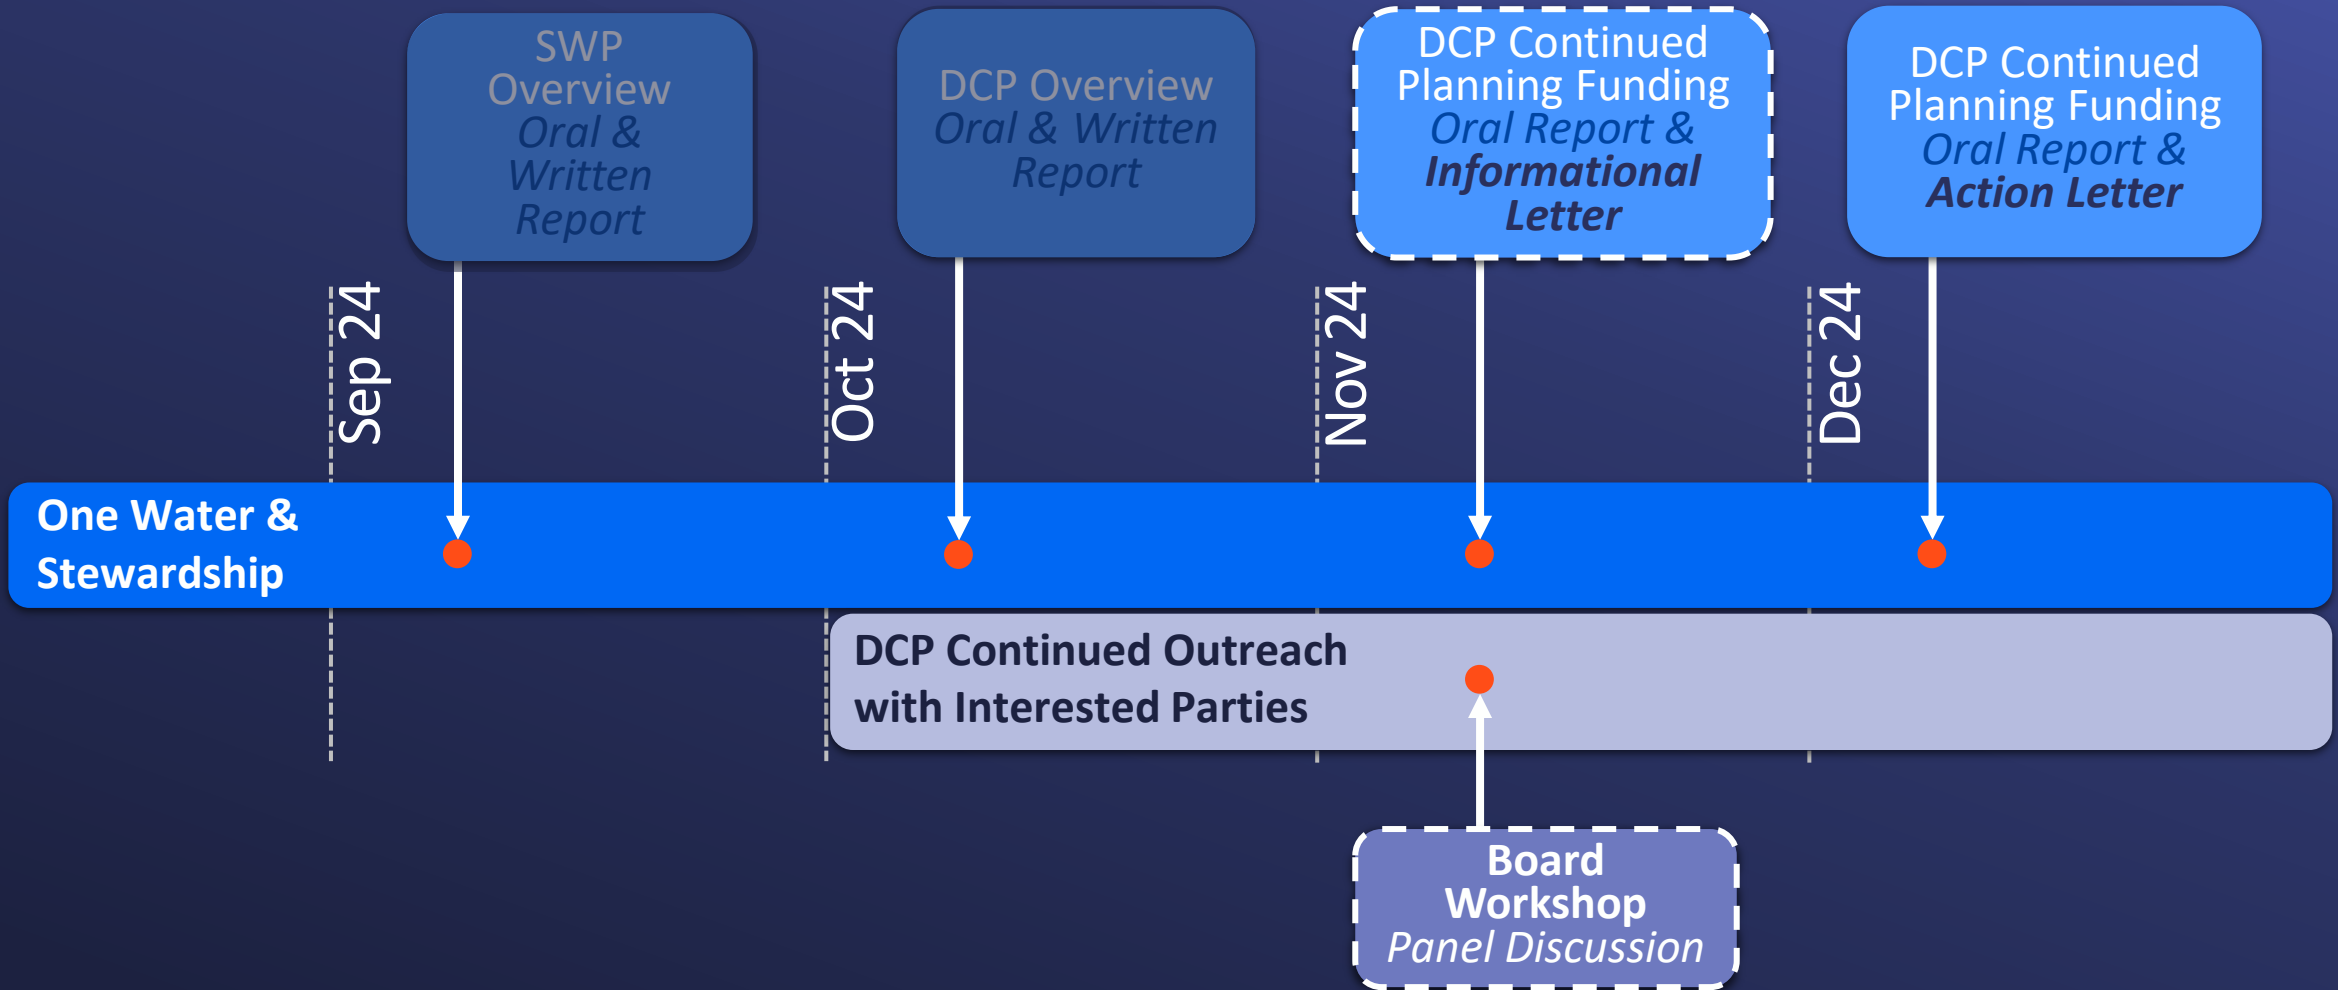 SWP
Overview
Oral &
Written
Report
DCP Overview
Oral & Written
Report
DCP Continued
Planning Funding
Oral Report &
Informational
Letter
DCP Continued
Planning Funding
Oral Report &
Action Letter
Sep 24
Oct 24
Nov 24
Dec 24
One Water &
Stewardship
DCP Continued Outreach
with Interested Parties
Board
Workshop
Panel Discussion